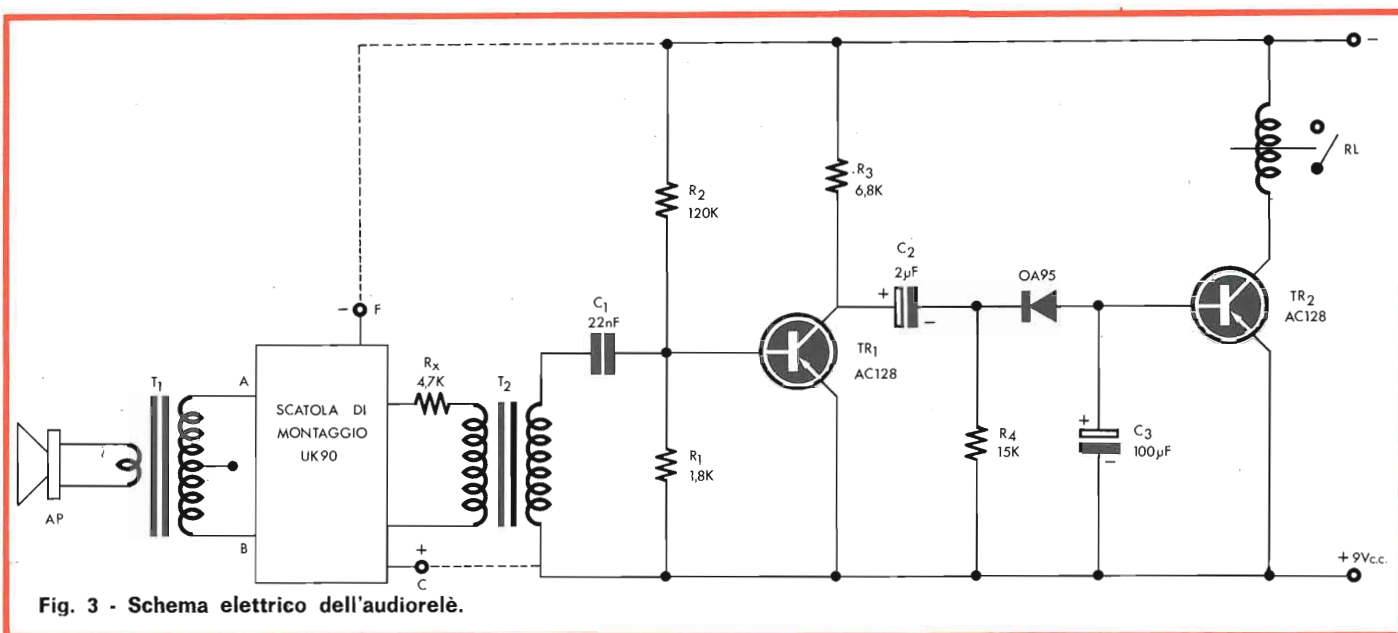 −
R2
120K
.R3
6,8K
RL
− F
C2
2µF
+
−
OA95
TR2
AC128
C1
22nF
TR1
AC128
T1
A
Rx
4,7K
T2
SCATOLA DI
MONTAGGIO
UK90
R1
1,8K
R4
15K
+
C3
100µF
−
AP
B
+
C
+ 9Vc.c.
Fig. 3 - Schema elettrico dell'audiorelè.